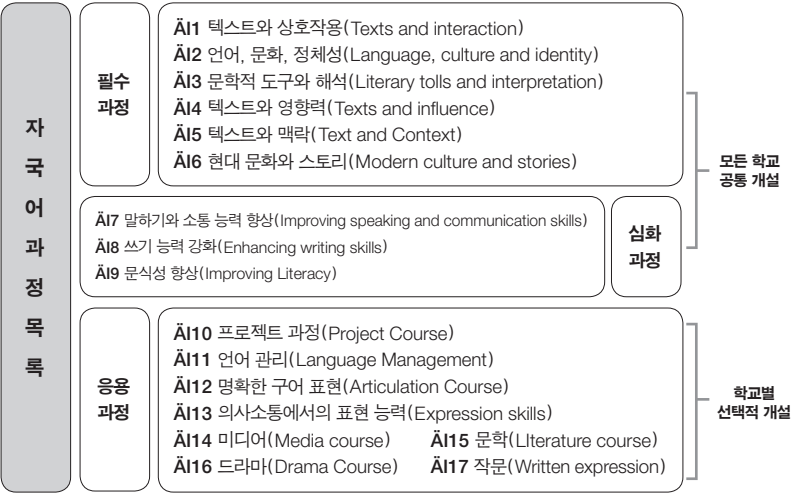 자국어과정목록
필수
과정
ÄI1 텍스트와 상호작용(Texts and interaction)
ÄI2 언어, 문화, 정체성(Language, culture and identity)
ÄI3 문학적 도구와 해석(Literary tolls and interpretation)
ÄI4 텍스트와 영향력(Texts and influence)
ÄI5 텍스트와 맥락(Text and Context)
ÄI6 현대 문화와 스토리(Modern culture and stories)
ÄI7 말하기와 소통 능력 향상(Improving speaking and communication skills)
ÄI8 쓰기 능력 강화(Enhancing writing skills)
ÄI9 문식성 향상(Improving Literacy)
심화
과정
모든 학교
공통 개설
응용
과정
ÄI10 프로젝트 과정(Project Course)
ÄI11 언어 관리(Language Management)
ÄI12 명확한 구어 표현(Articulation Course)
ÄI13 의사소통에서의 표현 능력(Expression skills)
ÄI14 미디어(Media course) ÄI15 문학(LIterature course)
ÄI16 드라마(Drama Course) ÄI17 작문(Written expression)
학교별
선택적 개설